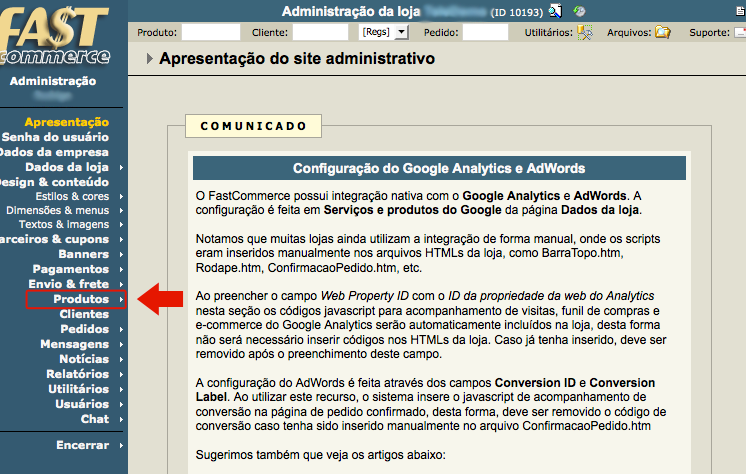 Administração da loja (ID 10193)
FAST
commerce
Produto: Cliente: [Regs] Pedido: Utilitários: Arquivos: Suporte:
Administração
Apresentação do site administrativo
Apresentação
Senha do usuário
Dados da empresa
Dados da loja
Design & conteúdo
Estilos & cores
Dimensões & menus
Textos & imagens
arceiros & cupons
Banners
Pagamentos
Envio & frete
Produtos
Clientes
Pedidos
Mensagens
Notícias
Relatórios
Utilitários
Usuários
Chat
Encerrar
COMUNICADO
Configuração do Google Analytics e AdWords
O FastCommerce possui integração nativa com o Google Analytics e AdWords. A
configuração é feita em Serviços e produtos do Google da página Dados da loja.
Notamos que muitas lojas ainda utilizam a integração de forma manual, onde os scripts
eram inseridos manualmente nos arquivos HTMLs da loja, como BarraTopo.htm,
Rodape.htm, ConfirmacaoPedido.htm, etc.
Ao preencher o campo Web Property ID com o ID da propriedade da web do Analytics
nesta seção os códigos javascript para acompanhamento de visitas, funil de compras e
e-commerce do Google Analytics serão automaticamente incluídos na loja, desta forma
não será necessário inserir códigos nos HTMLs da loja. Caso já tenha inserido, deve ser
removido após o preenchimento deste campo.
A configuração do AdWords é feita através dos campos Conversion ID e Conversion
Label. Ao utilizar este recurso, o sistema insere o javascript de acompanhamento de
conversão na página de pedido confirmado, desta forma, deve ser removido o código de
conversão caso tenha sido inserido manualmente no arquivo ConfirmacaoPedido.htm
Sugerimos também que veja os artigos abaixo: